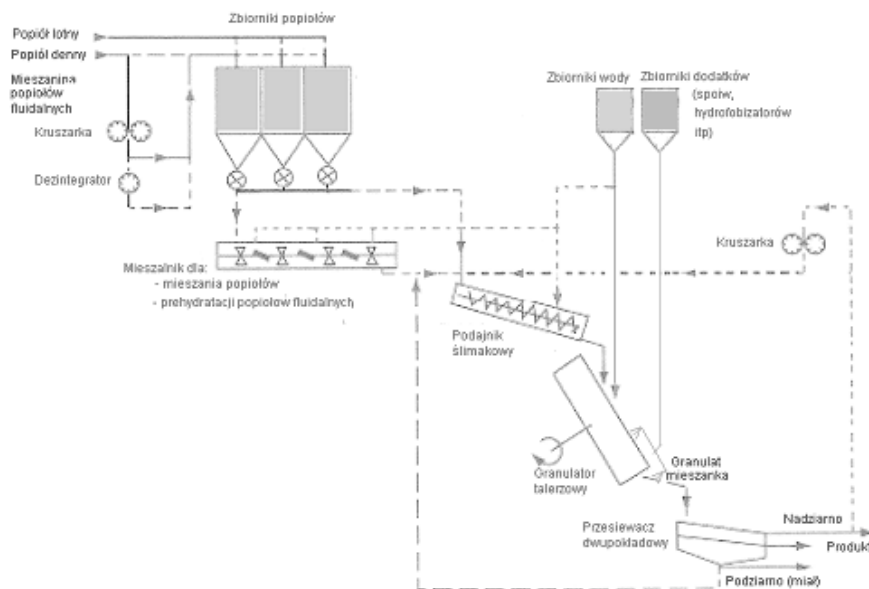 Zbiorniki popiołów
Popiół lotny
Popiół denny
Mieszanina
popiołów
fluidalnych
Kruszarka
Dezintegrator
Zbiorniki wody
Zbiorniki dodatków
(spoiw,
hydrofobizatorów
itp)
Kruszarka
Mieszalnik dla:
- mieszania popiołów
- prehydratacji popiołów fluidalnych
Podajnik
ślimakowy
Granulator
talerzowy
Granulat
mieszanka
Przesiewacz
dwupokładowy
Nadziarno
Produkt
Podziarno (miał)